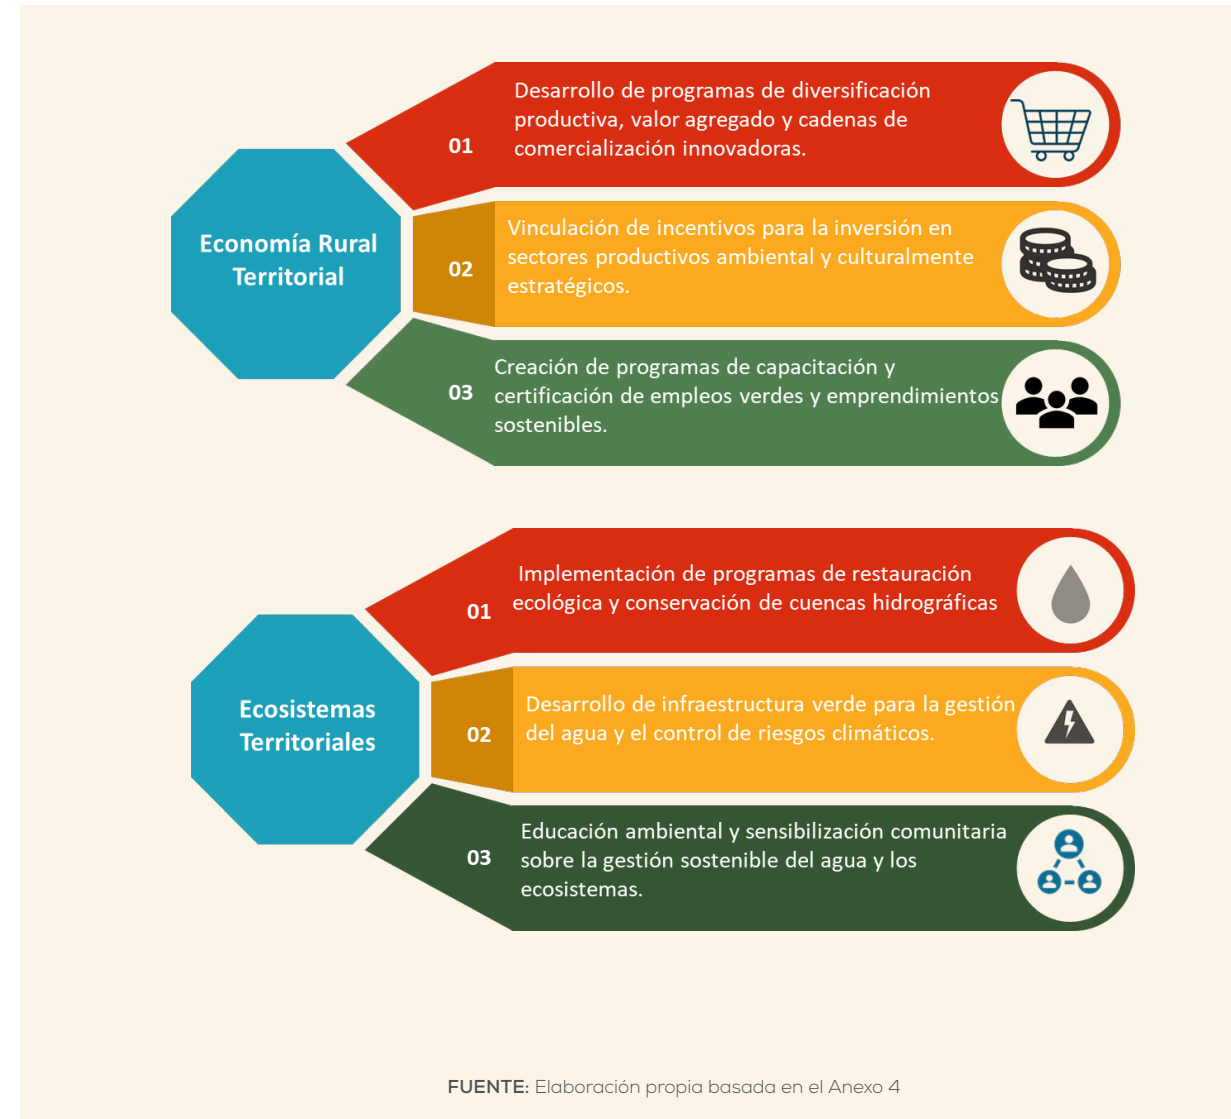 Economía Rural
Territorial
01
Desarrollo de programas de diversificación
productiva, valor agregado y cadenas de
comercialización innovadoras.
02
Vinculación de incentivos para la inversión en
sectores productivos ambiental y culturalmente
estratégicos.
03
Creación de programas de capacitación y
certificación de empleos verdes y emprendimientos
sostenibles.
Ecosistemas
Territoriales
01
Implementación de programas de restauración
ecológica y conservación de cuencas hidrográficas
02
Desarrollo de infraestructura verde para la gestión
del agua y el control de riesgos climáticos.
03
Educación ambiental y sensibilización comunitaria
sobre la gestión sostenible del agua y los
ecosistemas.
FUENTE: Elaboración propia basada en el Anexo 4